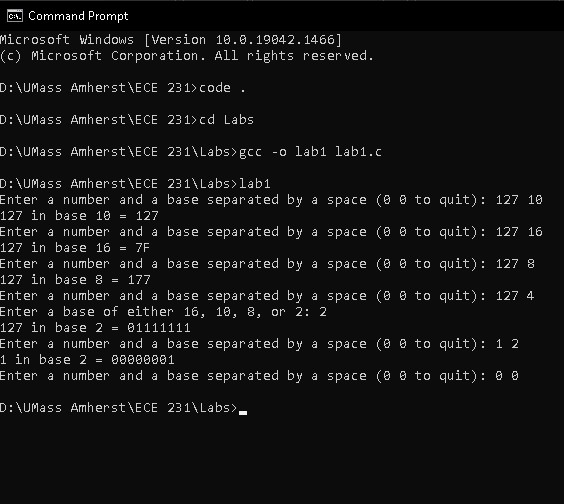 Command Prompt
Microsoft Windows [Version 10.0.19042.1466]
(c) Microsoft Corporation. All rights reserved.
D:\UMass Amherst\ECE 231>code .
D:\UMass Amherst\ECE 231>cd Labs
D:\UMass Amherst\ECE 231\Labs>gcc -o lab1 lab1.c
D:\UMass Amherst\ECE 231\Labs>lab1
Enter a number and a base separated by a space (0 0 to quit): 127 10
127 in base 10 = 127
Enter a number and a base separated by a space (0 0 to quit): 127 16
127 in base 16 = 7F
Enter a number and a base separated by a space (0 0 to quit): 127 8
127 in base 8 = 177
Enter a number and a base separated by a space (0 0 to quit): 127 4
Enter a base of either 16, 10, 8, or 2: 2
127 in base 2 = 01111111
Enter a number and a base separated by a space (0 0 to quit): 1 2
1 in base 2 = 00000001
Enter a number and a base separated by a space (0 0 to quit): 0 0
D:\UMass Amherst\ECE 231\Labs>